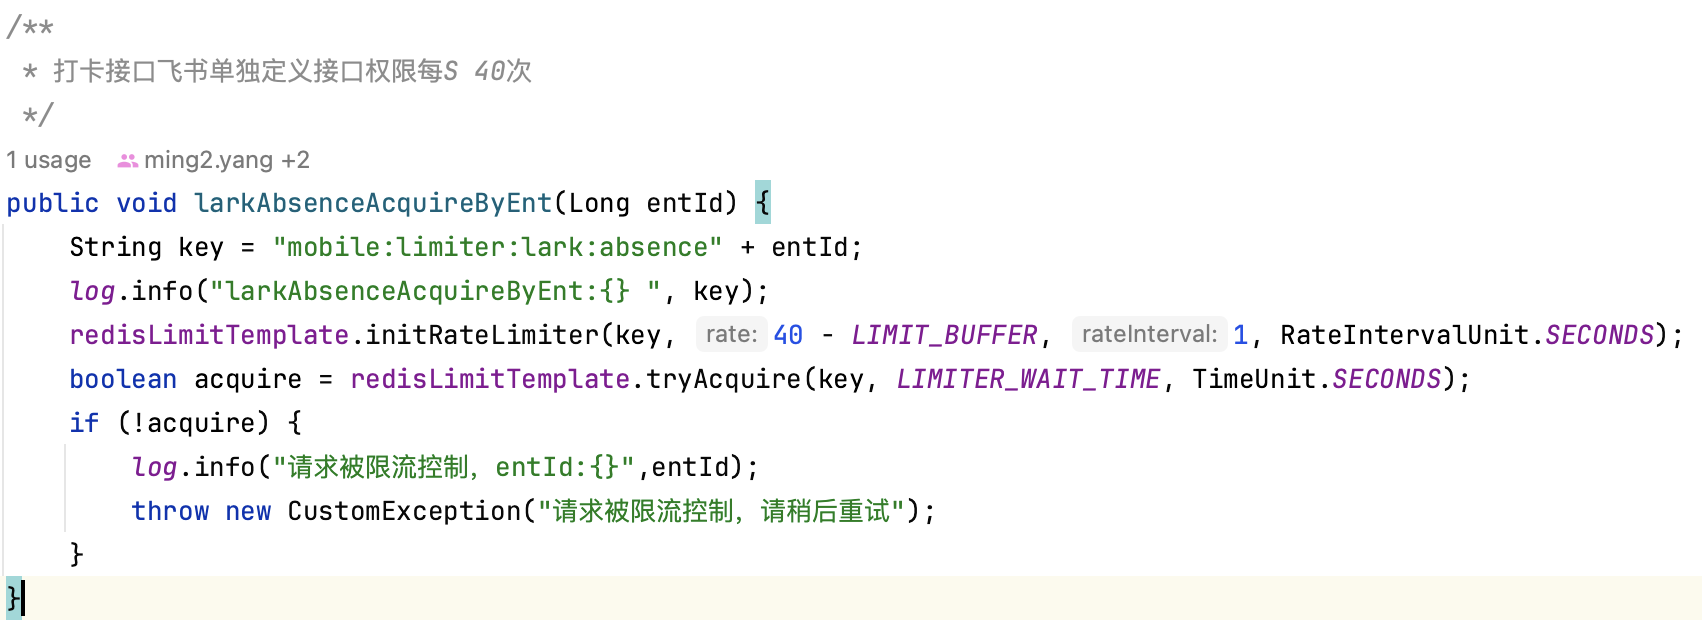 /**
 * 打卡接口飞书单独定义接口权限每S 40次
 */
1 usage ming2.yang +2
public void larkAbsenceAcquireByEnt(Long entId) {
    String key = "mobile:limiter:lark:absence" + entId;
    log.info("larkAbsenceAcquireByEnt:{} ", key);
    redisLimitTemplate.initRateLimiter(key, rate: 40 - LIMIT_BUFFER, rateInterval: 1, RateIntervalUnit.SECONDS);
    boolean acquire = redisLimitTemplate.tryAcquire(key, LIMITER_WAIT_TIME, TimeUnit.SECONDS);
    if (!acquire) {
        log.info("请求被限流控制，entId:{}",entId);
        throw new CustomException("请求被限流控制，请稍后重试");
    }
}